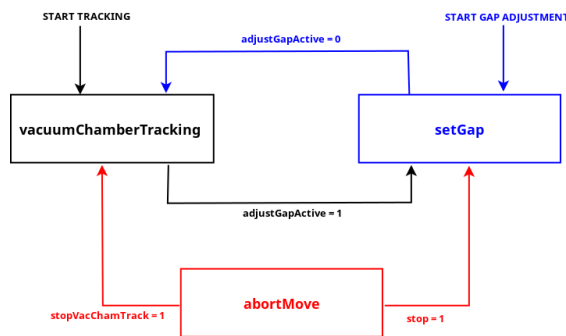 START TRACKING
START GAP ADJUSTMENT
adjustGapActive = 0
vacuumChamberTracking
setGap
adjustGapActive = 1
abortMove
stopVacChamTrack = 1
stop = 1